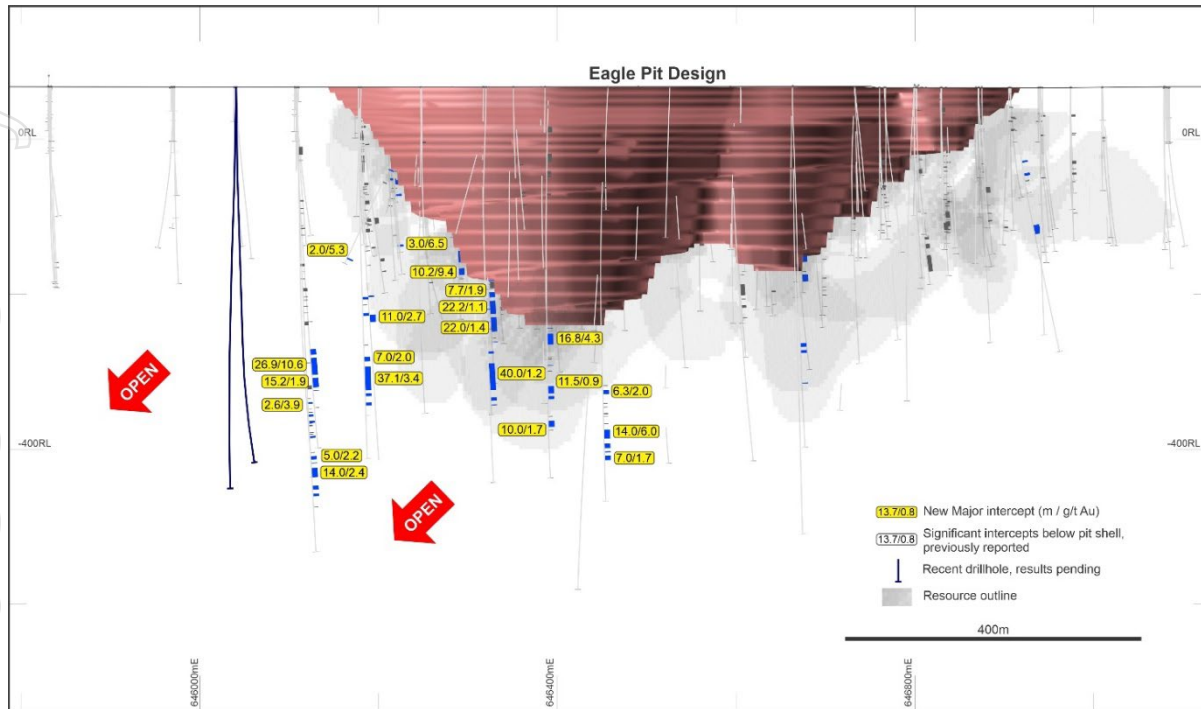 Eagle Pit Design
0RL
0RL
2.0/5.3
3.0/6.5
10.2/9.4
7.7/1.9
22.2/1.1
11.0/2.7
22.0/1.4
16.8/4.3
26.9/10.6
7.0/2.0
15.2/1.9
37.1/3.4
40.0/1.2
11.5/0.9
6.3/2.0
2.6/3.9
10.0/1.7
14.0/6.0
5.0/2.2
7.0/1.7
14.0/2.4
OPEN
OPEN
-400RL
-400RL
13.7/0.8 New Major intercept (m / g/t Au)
13.7/0.8 Significant intercepts below pit shell,
previously reported
Recent drillhole, results pending
Resource outline
400m
646000mE
646400mE
646800mE